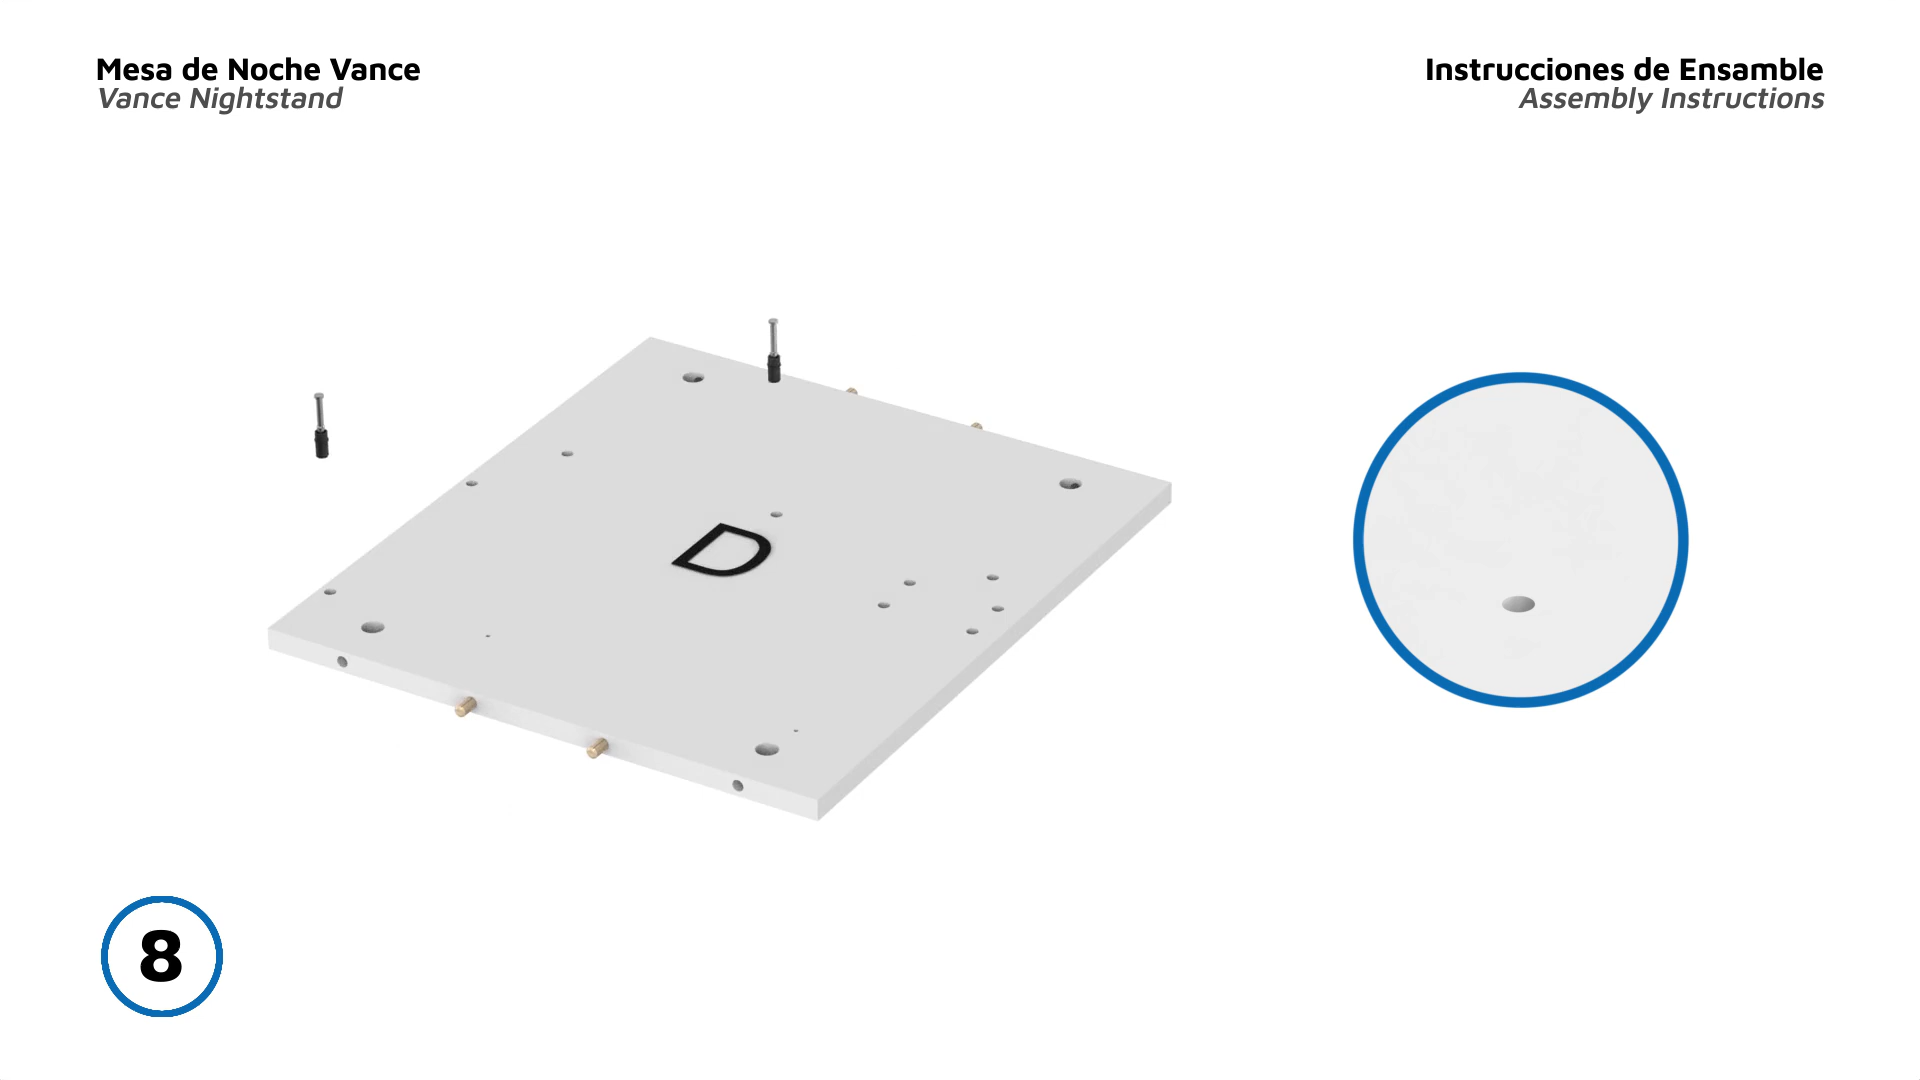 Mesa de Noche Vance
Vance Nightstand
Instrucciones de Ensamble
Assembly Instructions
D
8